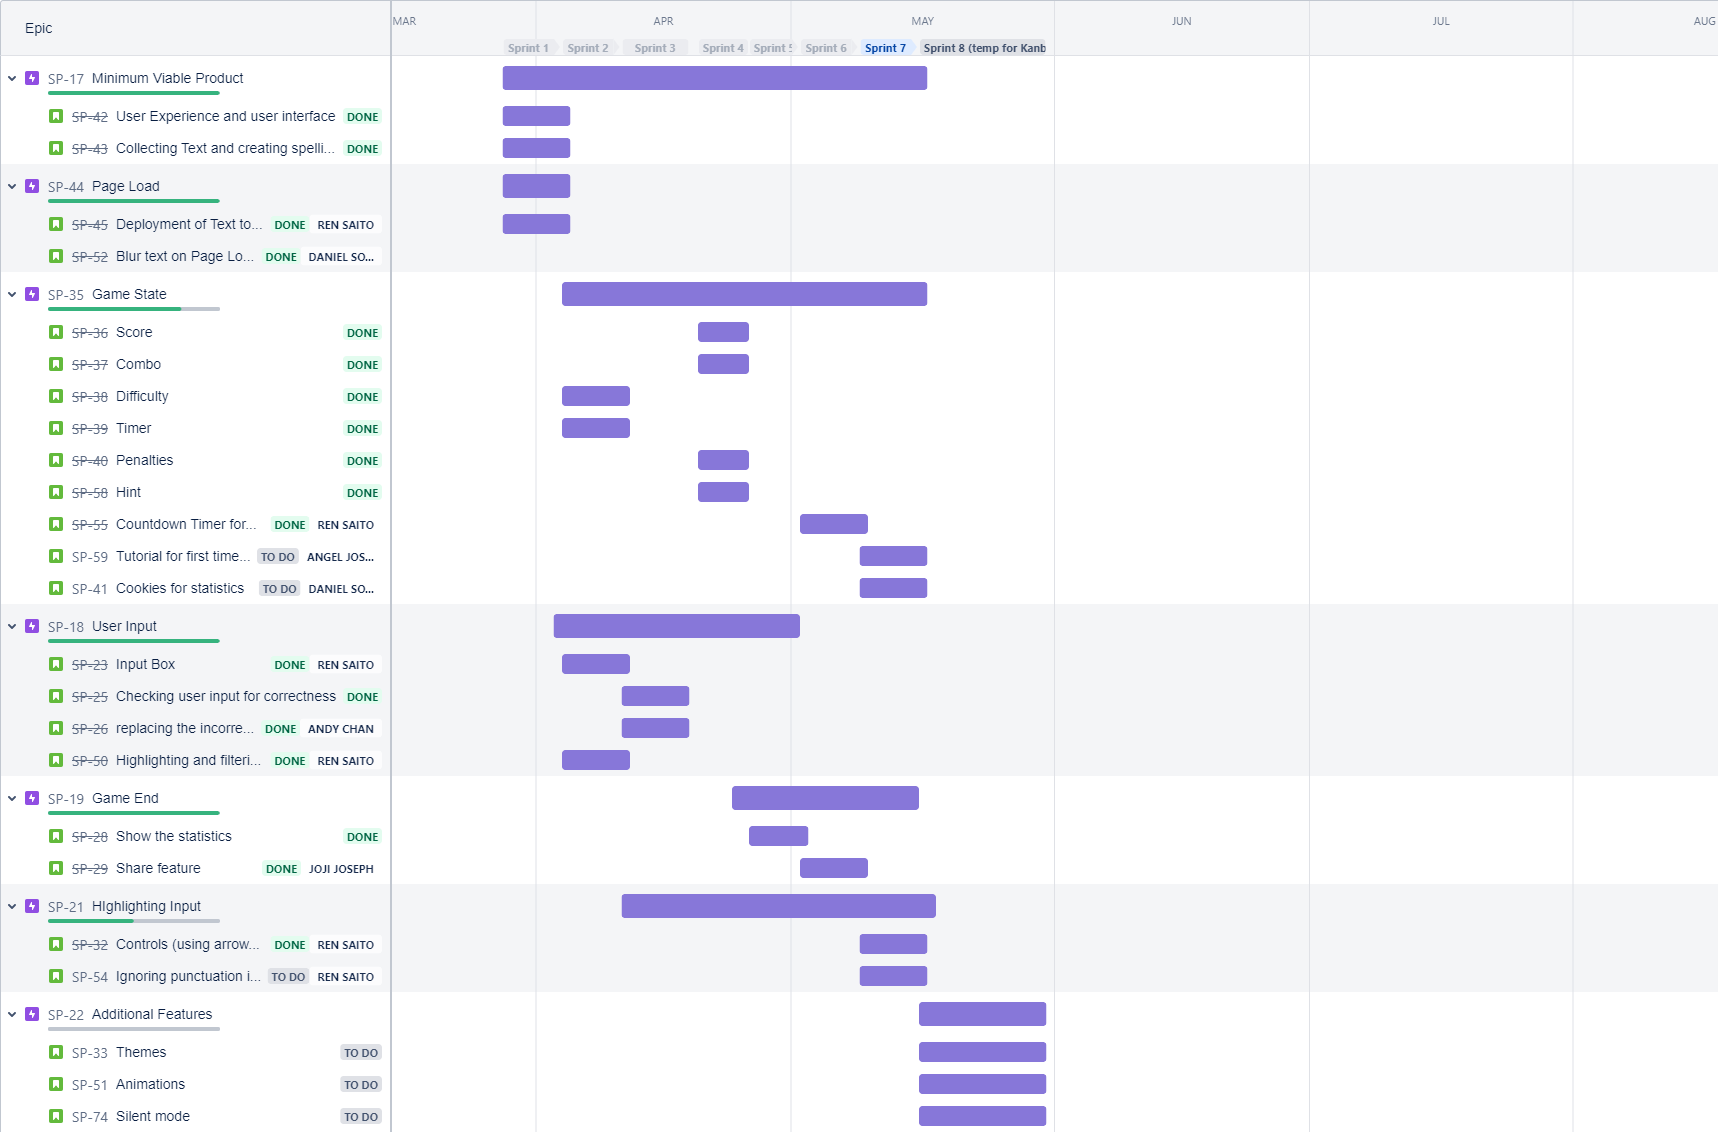 Epic
MAR APR MAY JUN JUL AUG
Sprint 1 Sprint 2 Sprint 3 Sprint 4 Sprint 5 Sprint 6 Sprint 7 Sprint 8 (temp for Kanb
SP-17 Minimum Viable Product
SP-42 User Experience and user interface DONE
SP-43 Collecting Text and creating spelli... DONE
SP-44 Page Load
SP-45 Deployment of Text to... DONE REN SAITO
SP-52 Blur text on Page Lo... DONE DANIEL SO...
SP-35 Game State
SP-36 Score DONE
SP-37 Combo DONE
SP-38 Difficulty DONE
SP-39 Timer DONE
SP-40 Penalties DONE
SP-58 Hint DONE
SP-55 Countdown Timer for... DONE REN SAITO
SP-59 Tutorial for first time... TO DO ANGEL JOS...
SP-41 Cookies for statistics TO DO DANIEL SO...
SP-18 User Input
SP-23 Input Box DONE REN SAITO
SP-25 Checking user input for correctness DONE
SP-26 replacing the incorre... DONE ANDY CHAN
SP-50 Highlighting and filteri... DONE REN SAITO
SP-19 Game End
SP-28 Show the statistics DONE
SP-29 Share feature DONE JOJI JOSEPH
SP-21 HIghlighting Input
SP-32 Controls (using arrow... DONE REN SAITO
SP-54 Ignoring punctuation i... TO DO REN SAITO
SP-22 Additional Features
SP-33 Themes TO DO
SP-51 Animations TO DO
SP-74 Silent mode TO DO